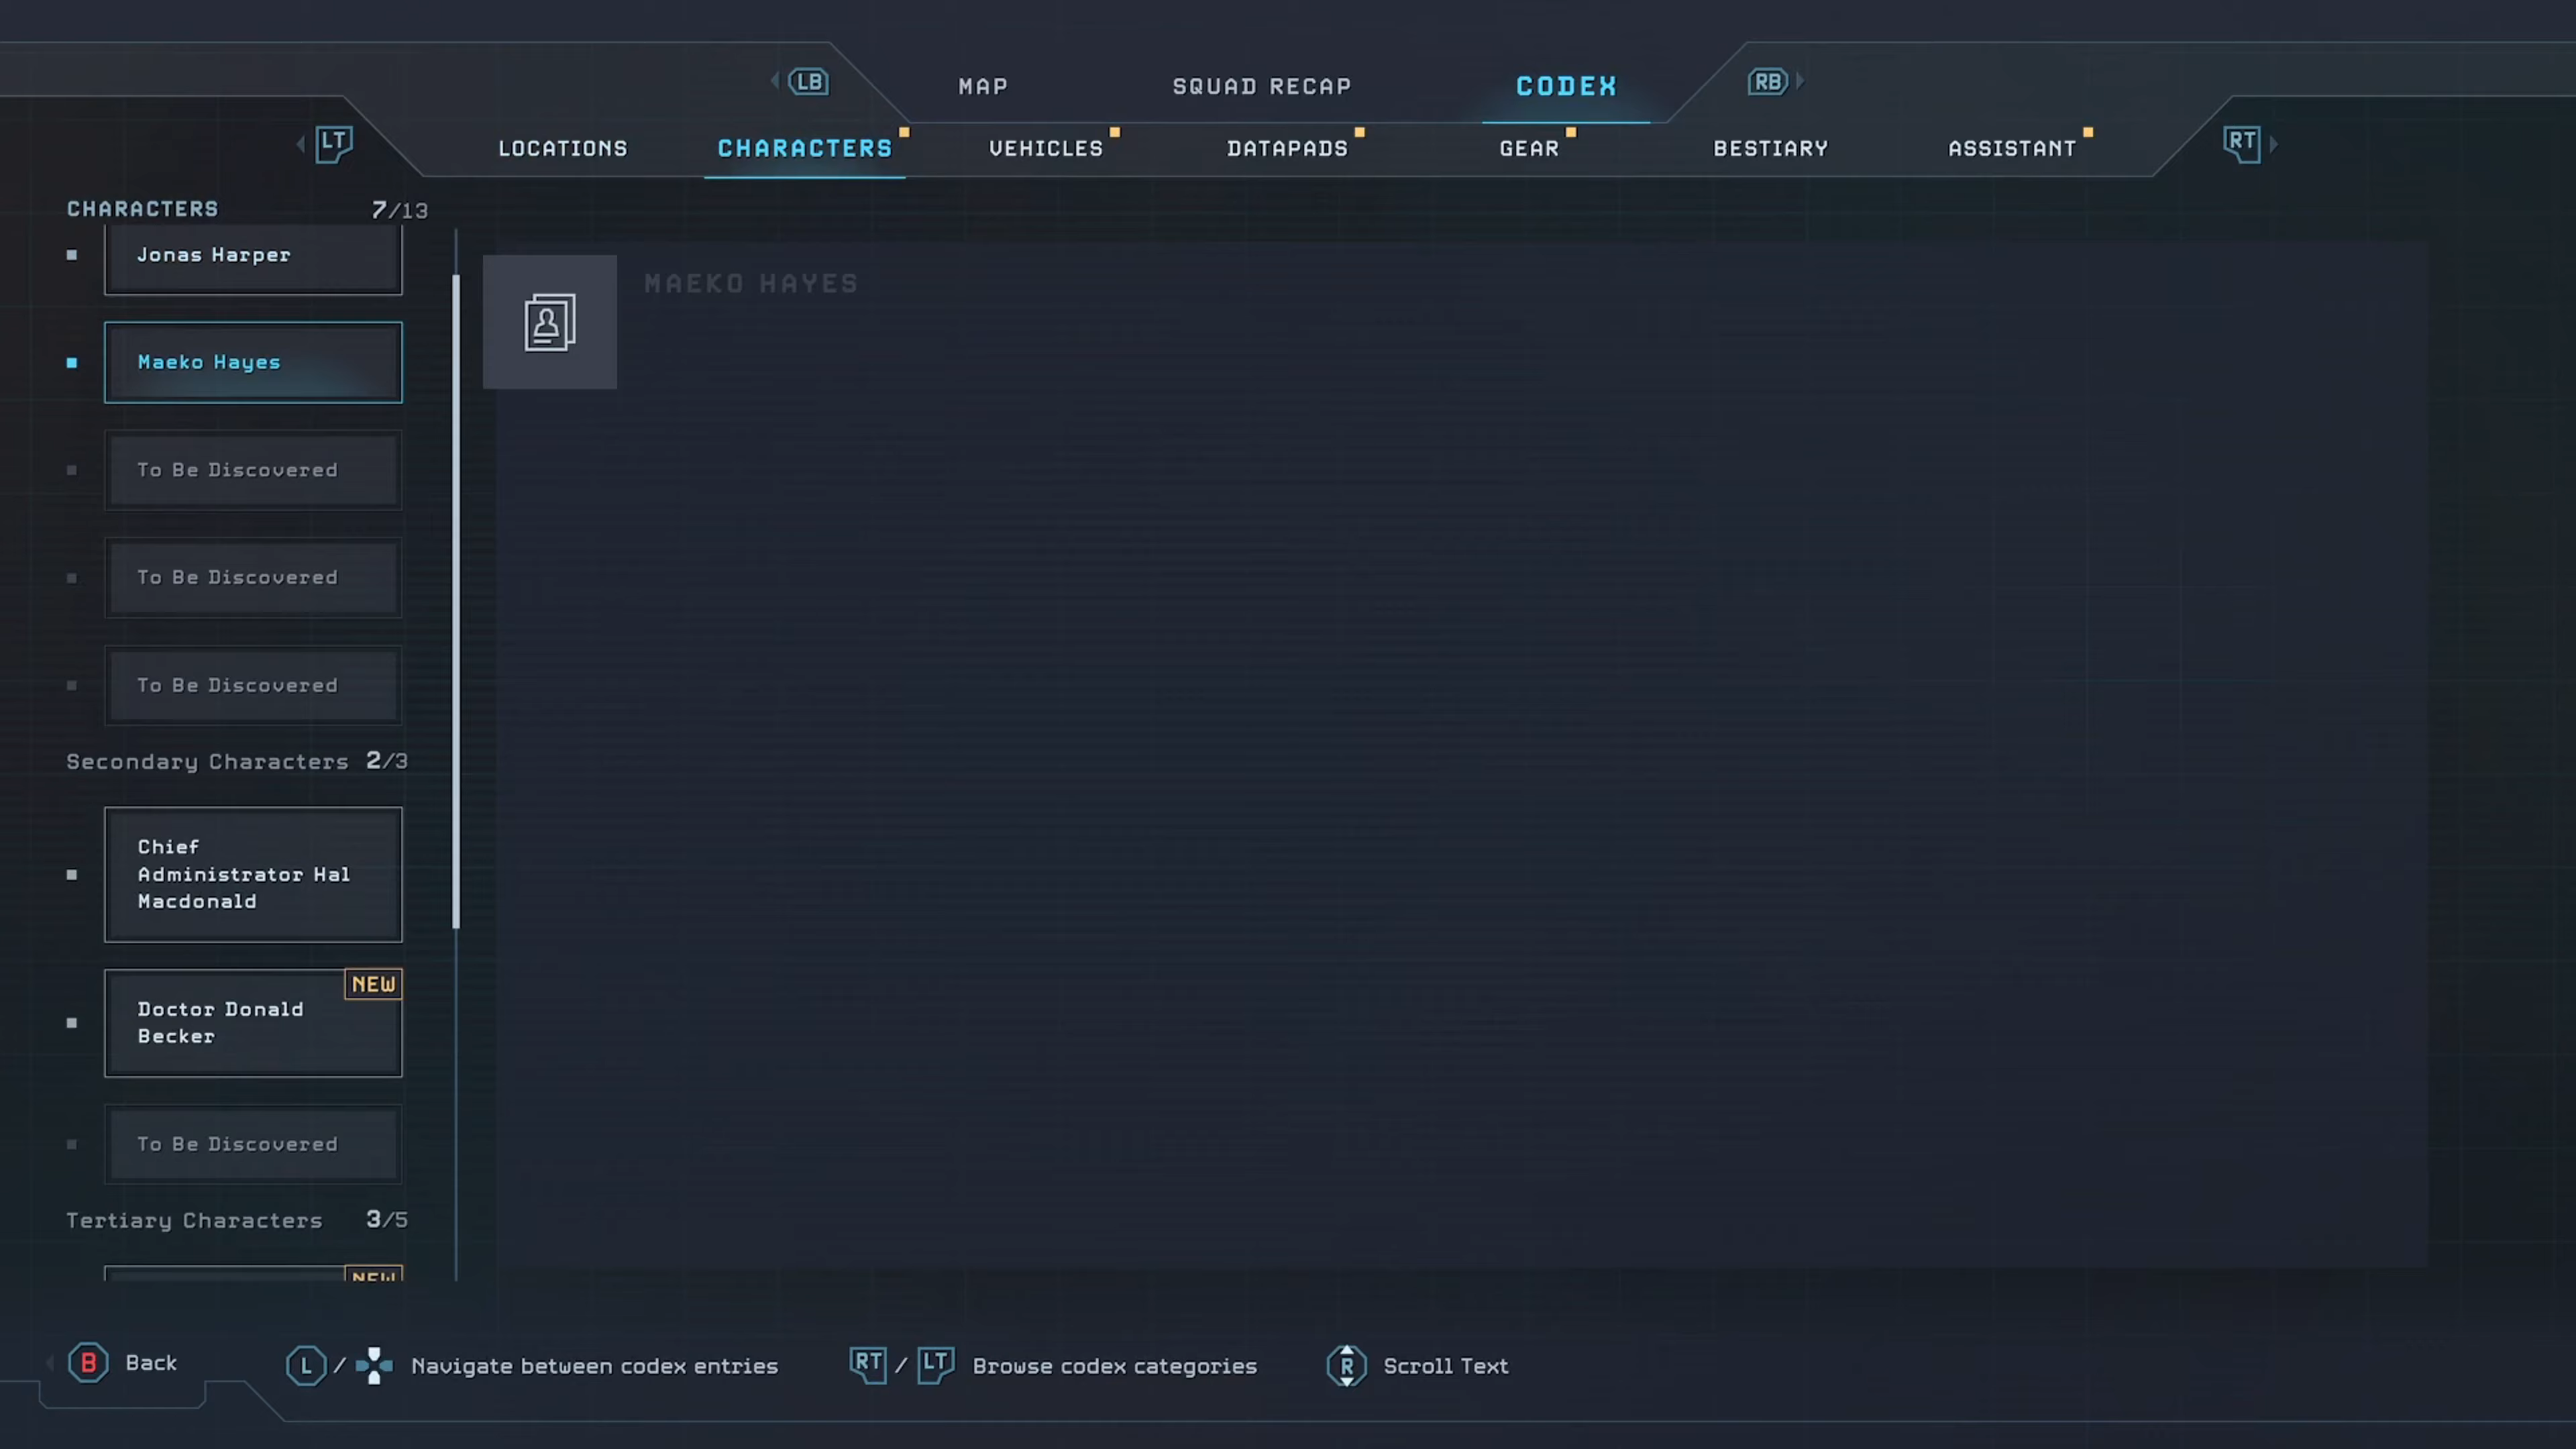 LB
MAP
SQUAD RECAP
CODEX
RB
LT
LOCATIONS
CHARACTERS
VEHICLES
DATAPADS
GEAR
BESTIARY
ASSISTANT
RT
CHARACTERS 7/13
Jonas Harper
Maeko Hayes
To Be Discovered
To Be Discovered
To Be Discovered
Secondary Characters 2/3
Chief
Administrator Hal
Macdonald
NEW
Doctor Donald
Becker
To Be Discovered
Tertiary Characters 3/5
NEW
MAEKO HAYES
B Back
L / Navigate between codex entries
RT / LT Browse codex categories
R Scroll Text